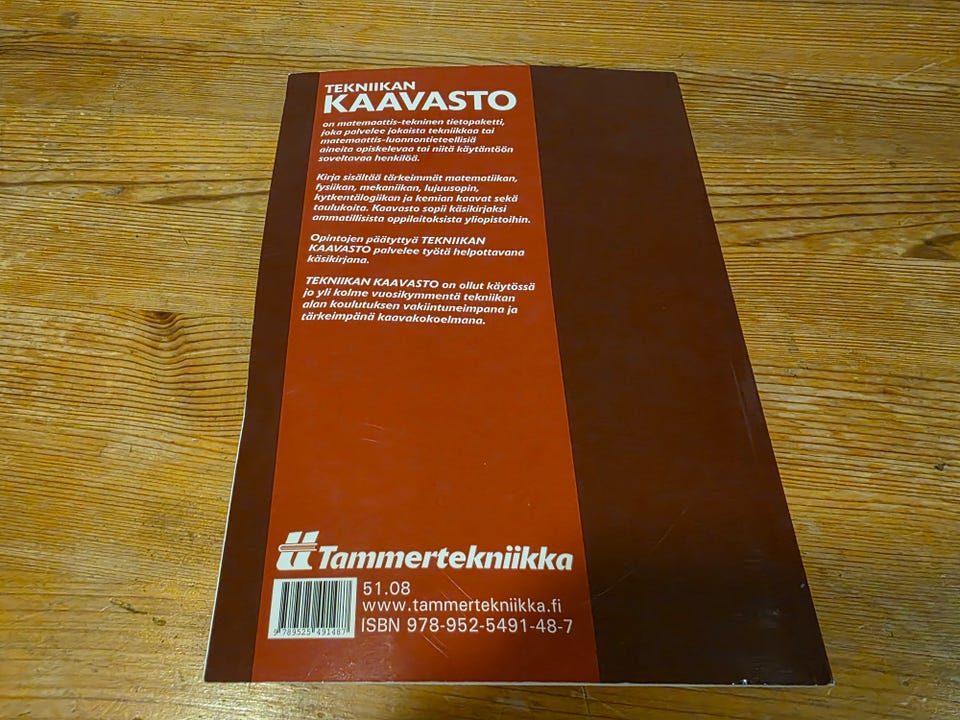 TEKNIIKAN
KAAVASTO
on matemaattis-tekninen tietopaketti,
joka palvelee jokaista tekniikkaa tai
matemaattis-luonnontieteellisiä
aineita opiskelevaa tai niitä käytäntöön
soveltavaa henkilöä.
Kirja sisältää tärkeimmät matematiikan,
fysiikan, mekaniikan, lujuusopin,
kytkentälogiikan ja kemian kaavat sekä
taulukoita. Kaavasto sopii käsikirjaksi
ammatillisista oppilaitoksista yliopistoihin.
Opintojen päätyttyä TEKNIIKAN
KAAVASTO palvelee työtä helpottavana
käsikirjana.
TEKNIIKAN KAAVASTO on ollut käytössä
jo yli kolme vuosikymmentä tekniikan
alan koulutuksen vakiintuneimpana ja
tärkeimpänä kaavakokoelmana.
Tammertekniikka
51.08
www.tammertekniikka.fi
ISBN 978-952-5491-48-7
9 789525 491487